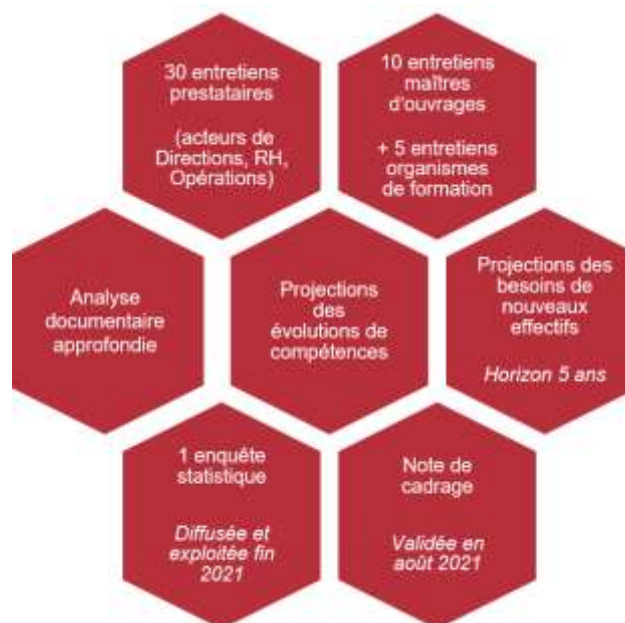 30 entretiens
prestataires
(acteurs de
Directions, RH,
Opérations)
10 entretiens
maîtres
d'ouvrages
+ 5 entretiens
organismes
de formation
Analyse
documentaire
approfondie
Projections
des
évolutions de
compétences
Projections des
besoins de
nouveaux
effectifs
Horizon 5 ans
1 enquête
statistique
Diffusée et
exploitée fin
2021
Note de
cadrage
Validée en
août 2021